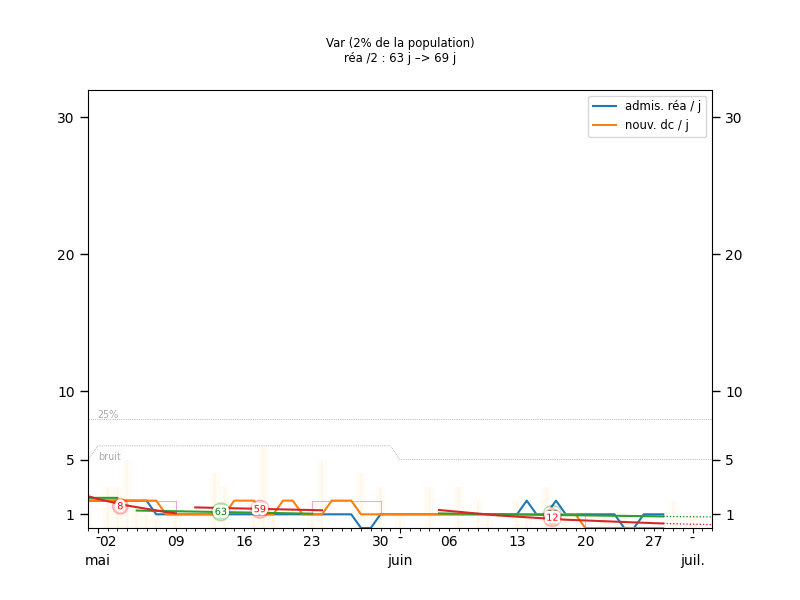 Var (2% de la population)
réa /2 : 63 j –> 69 j
admis. réa / j
nouv. dc / j
30
30
20
20
10
10
25%
bruit
5
5
8
63
59
12
1
1
02 09 16 23 30 - 06 13 20 27 -
mai juin juil.